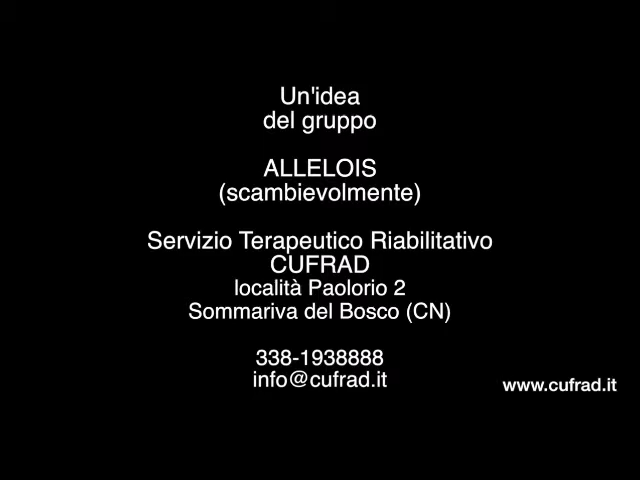 Un'idea
del gruppo
ALLELOIS
(scambievolmente)
Servizio Terapeutico Riabilitativo
CUFRAD
località Paolorio 2
Sommariva del Bosco (CN)
338-1938888
info@cufrad.it
www.cufrad.it